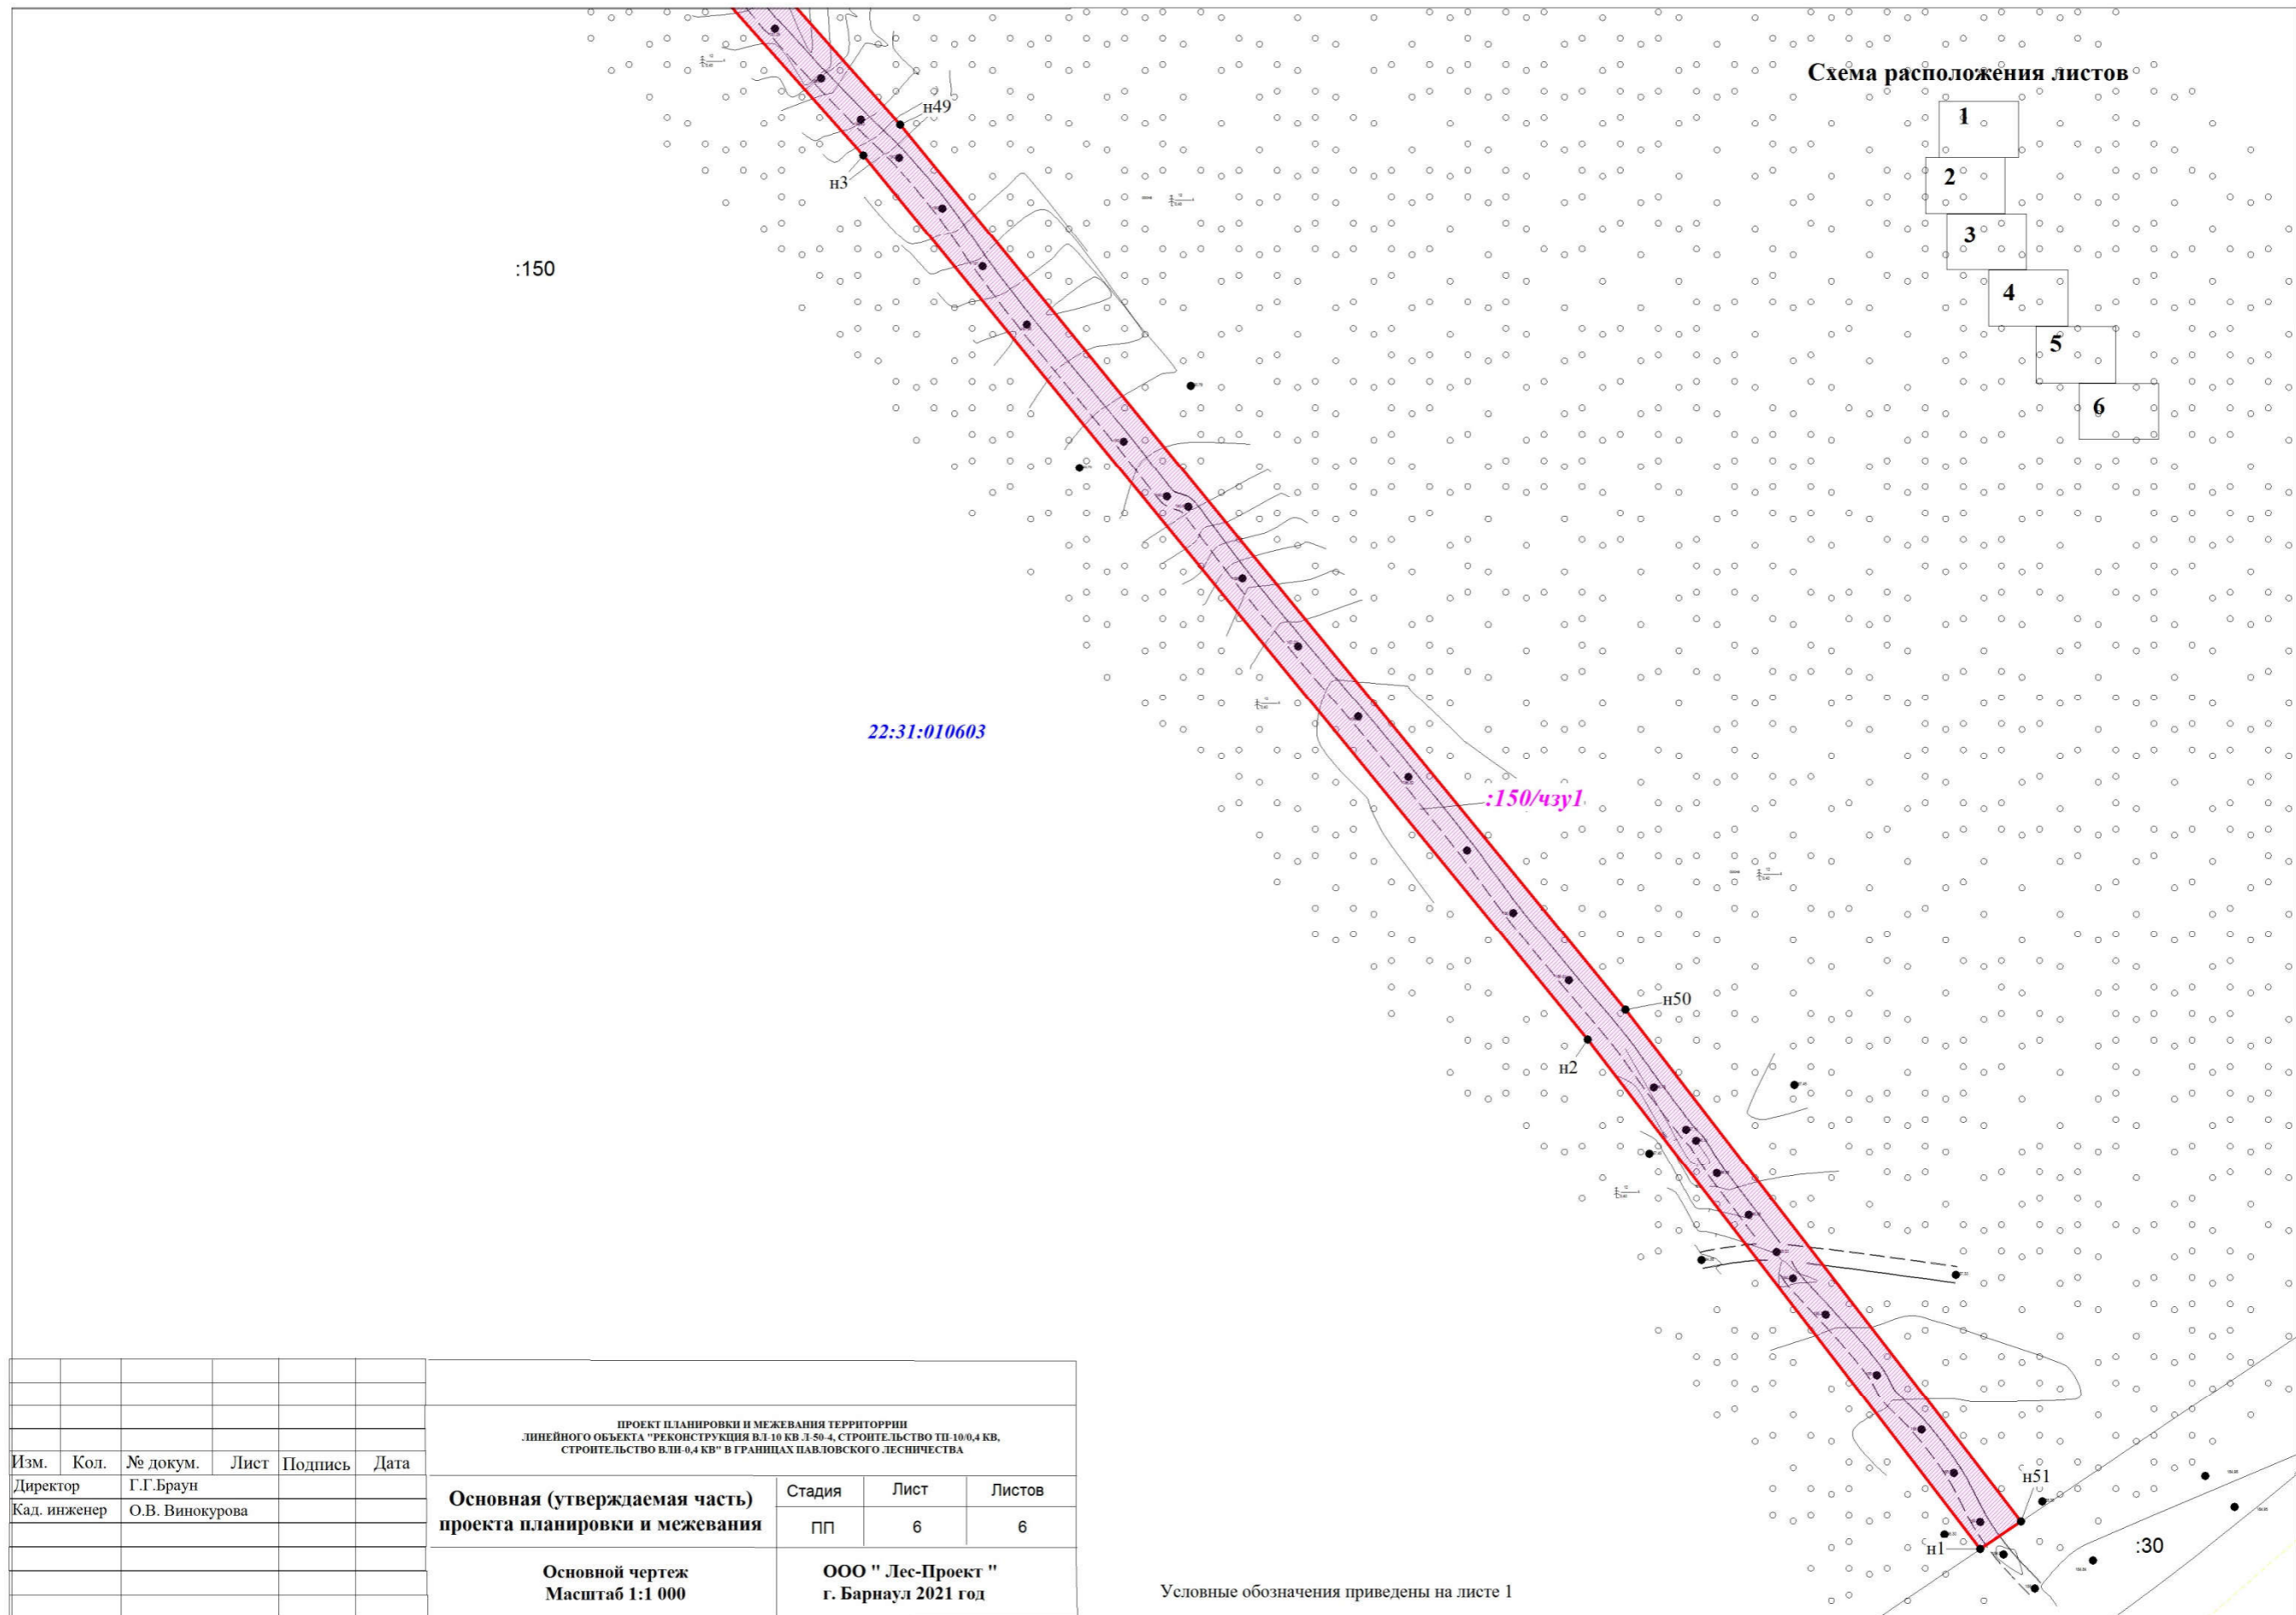 Схема расположения листов
1
2
3
4
5
6
н49
н3
:150
22:31:010603
:150/чзу1
н50
н2
н51
н1
:30
Изм. Кол. № докум. Лист Подпись Дата
Директор Г.Г.Браун
Кад. инженер О.В. Винокурова
ПРОЕКТ ПЛАНИРОВКИ И МЕЖЕВАНИЯ ТЕРРИТОРРИИ
ЛИНЕЙНОГО ОБЪЕКТА "РЕКОНСТРУКЦИЯ ВЛ-10 КВ Л-50-4, СТРОИТЕЛЬСТВО ТП-10/0,4 КВ,
СТРОИТЕЛЬСТВО ВЛИ-0,4 КВ" В ГРАНИЦАХ ПАВЛОВСКОГО ЛЕСНИЧЕСТВА
Основная (утверждаемая часть)
проекта планировки и межевания
Стадия Лист Листов
ПП 6 6
Основной чертеж
Масштаб 1:1 000
ООО " Лес-Проект "
г. Барнаул 2021 год
Условные обозначения приведены на листе 1